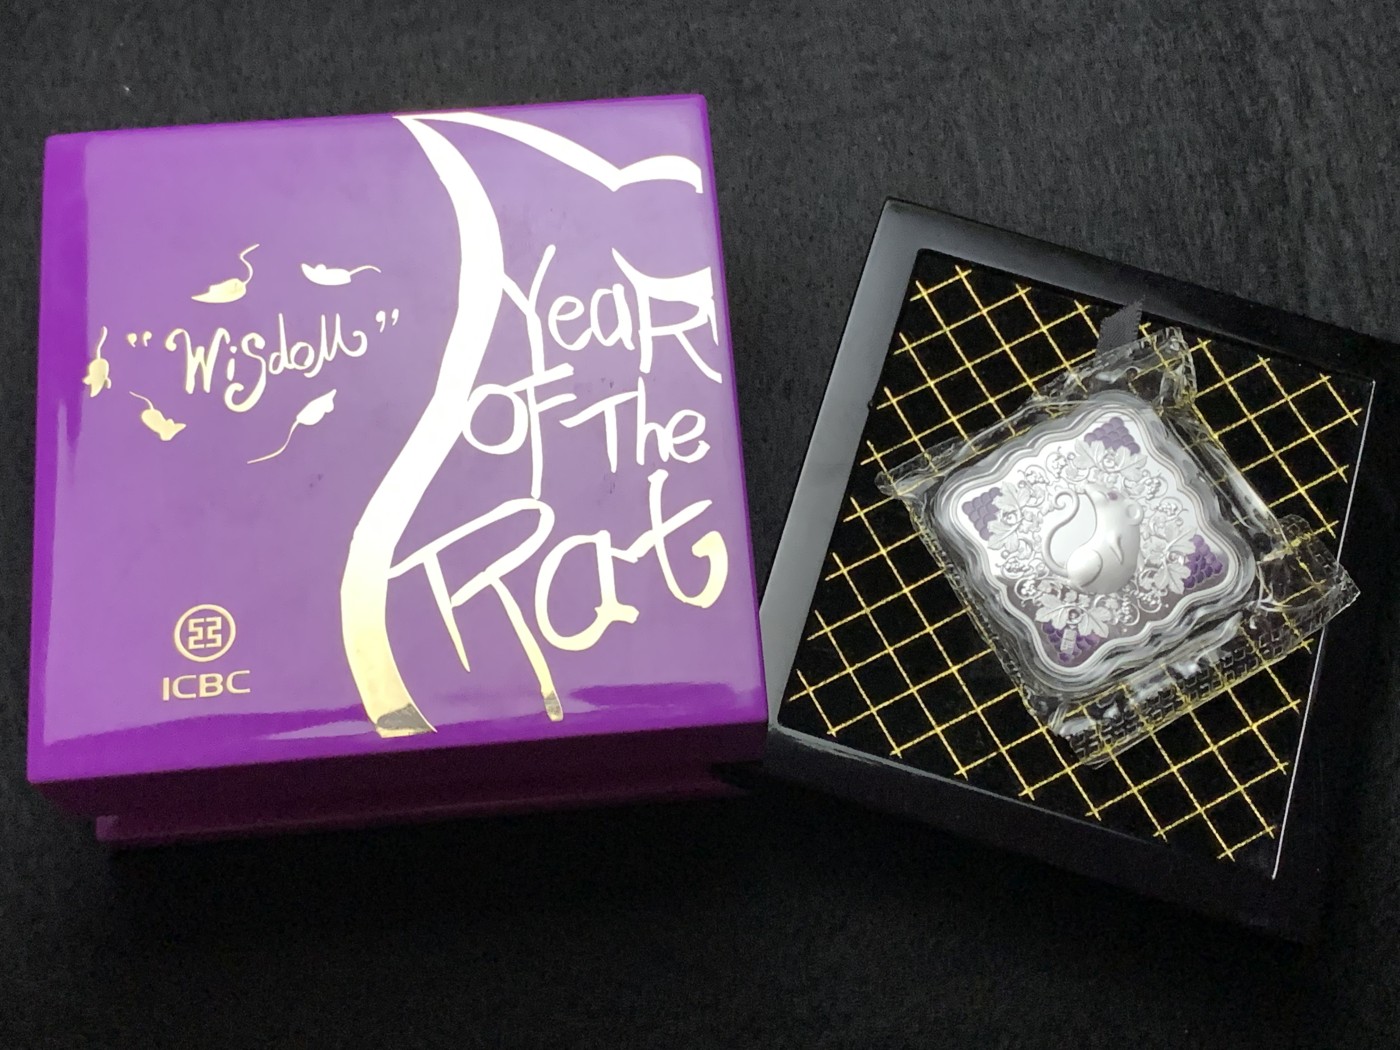 "Wisdom"
Year
Of The
Rat
ICBC